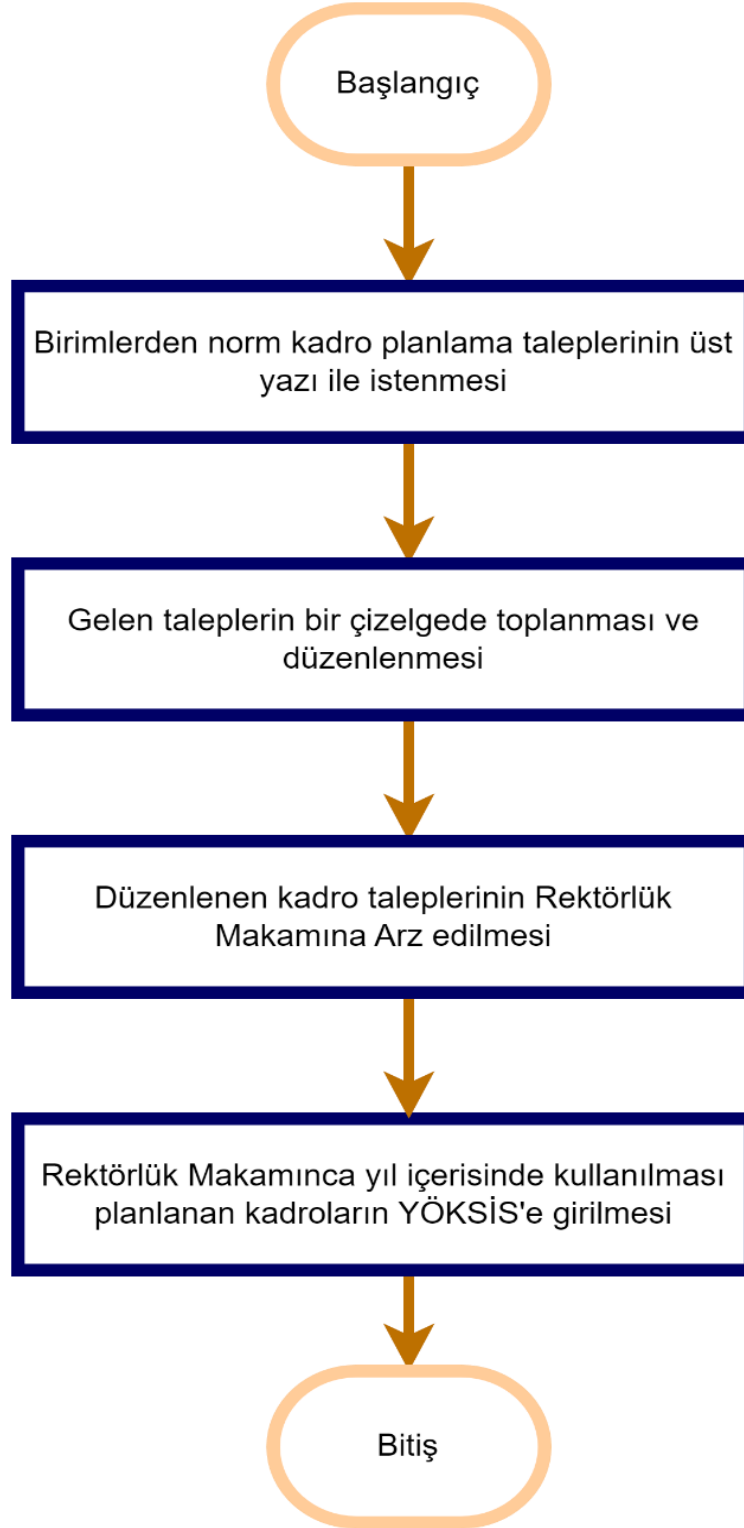 Başlangıç
Birimlerden norm kadro planlama taleplerinin üst
yazı ile istenmesi
Gelen taleplerin bir çizelgede toplanması ve
düzenlenmesi
Düzenlenen kadro taleplerinin Rektörlük
Makamına Arz edilmesi
Rektörlük Makamınca yıl içerisinde kullanılması
planlanan kadroların YÖKSİS'e girilmesi
Bitiş